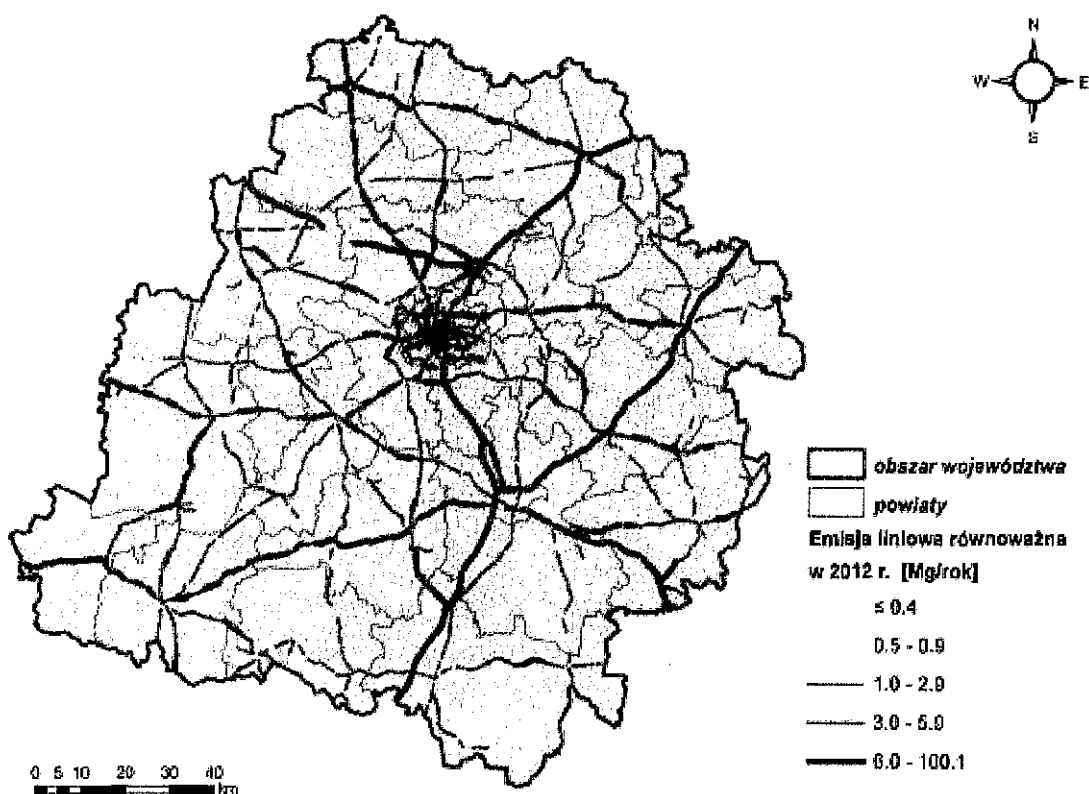 N
W E
S
obszar województwa
powiaty
Emisja liniowa równoważna
w 2012 r. [Mg/rok]
≤ 0.4
0.5 - 0.9
1.0 - 2.9
3.0 - 5.9
6.0 - 100.1
0 5 10 20 30 40
km